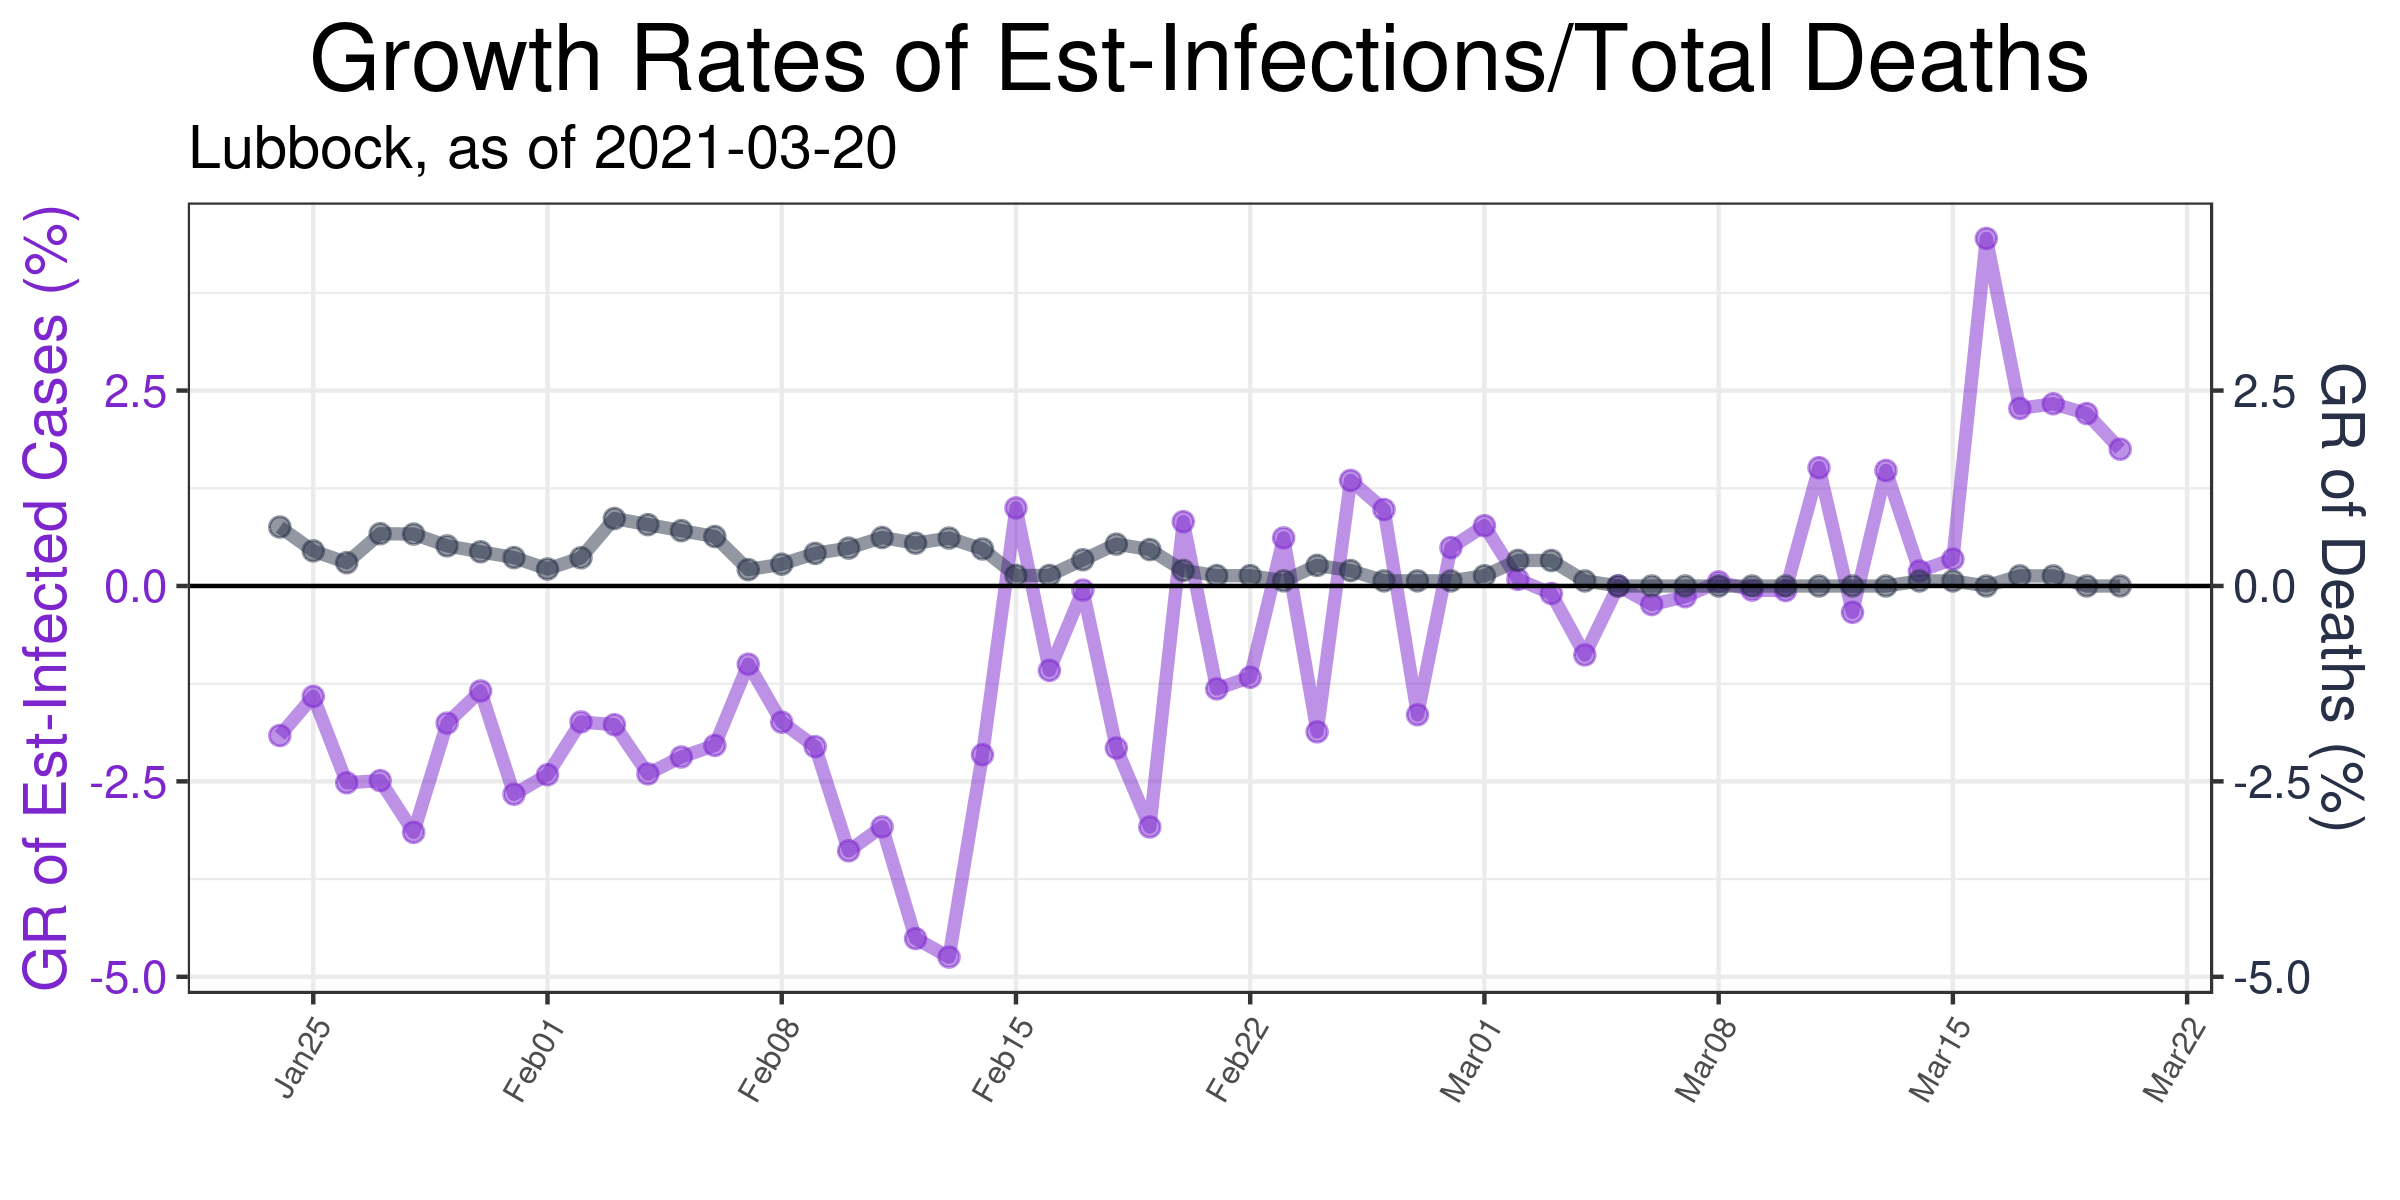 Growth Rates of Est-Infections/Total Deaths
Lubbock, as of 2021-03-20
GR of Est-Infected Cases (%)
2.5
0.0
-2.5
-5.0
2.5
0.0
-2.5
-5.0
GR of Deaths (%)
Jan25
Feb01
Feb08
Feb15
Feb22
Mar01
Mar08
Mar15
Mar22